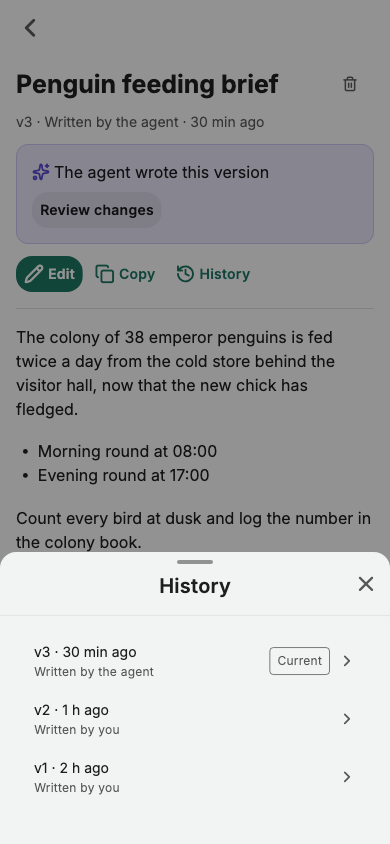 Penguin feeding brief
v3 · Written by the agent · 30 min ago
The agent wrote this version
Review changes
Edit Copy History
The colony of 38 emperor penguins is fed
twice a day from the cold store behind the
visitor hall, now that the new chick has
fledged.
• Morning round at 08:00
• Evening round at 17:00
Count every bird at dusk and log the number in
the colony book.
History
v3 · 30 min ago
Written by the agent
Current
v2 · 1 h ago
Written by you
v1 · 2 h ago
Written by you